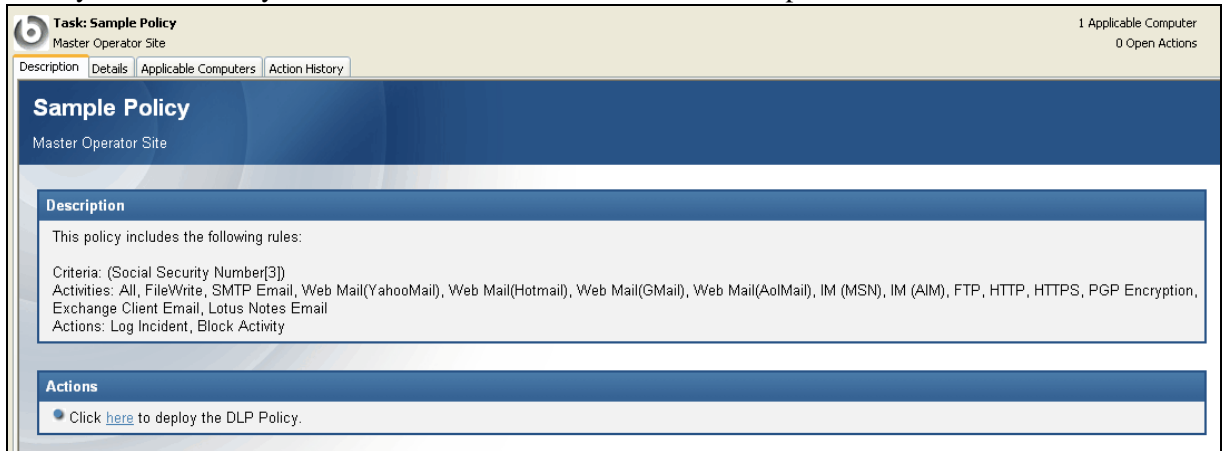 Task: Sample Policy
1 Applicable Computer
Master Operator Site
0 Open Actions
Description Details Applicable Computers Action History
Sample Policy
Master Operator Site
Description
This policy includes the following rules:
Criteria: (Social Security Number[3])
Activities: All, FileWrite, SMTP Email, Web Mail(YahooMail), Web Mail(Hotmail), Web Mail(GMail), Web Mail(AolMail), IM (MSN), IM (AIM), FTP, HTTP, HTTPS, PGP Encryption,
Exchange Client Email, Lotus Notes Email
Actions: Log Incident, Block Activity
Actions
Click here to deploy the DLP Policy.